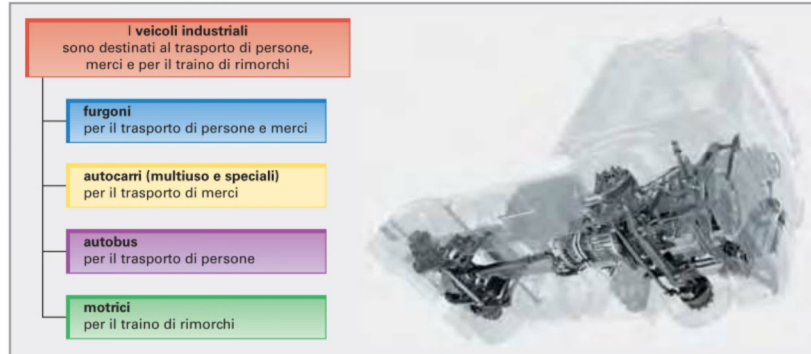 I veicoli industriali
sono destinati al trasporto di persone,
merci e per il traino di rimorchi
furgoni
per il trasporto di persone e merci
autocarri (multiuso e speciali)
per il trasporto di merci
autobus
per il trasporto di persone
motrici
per il traino di rimorchi